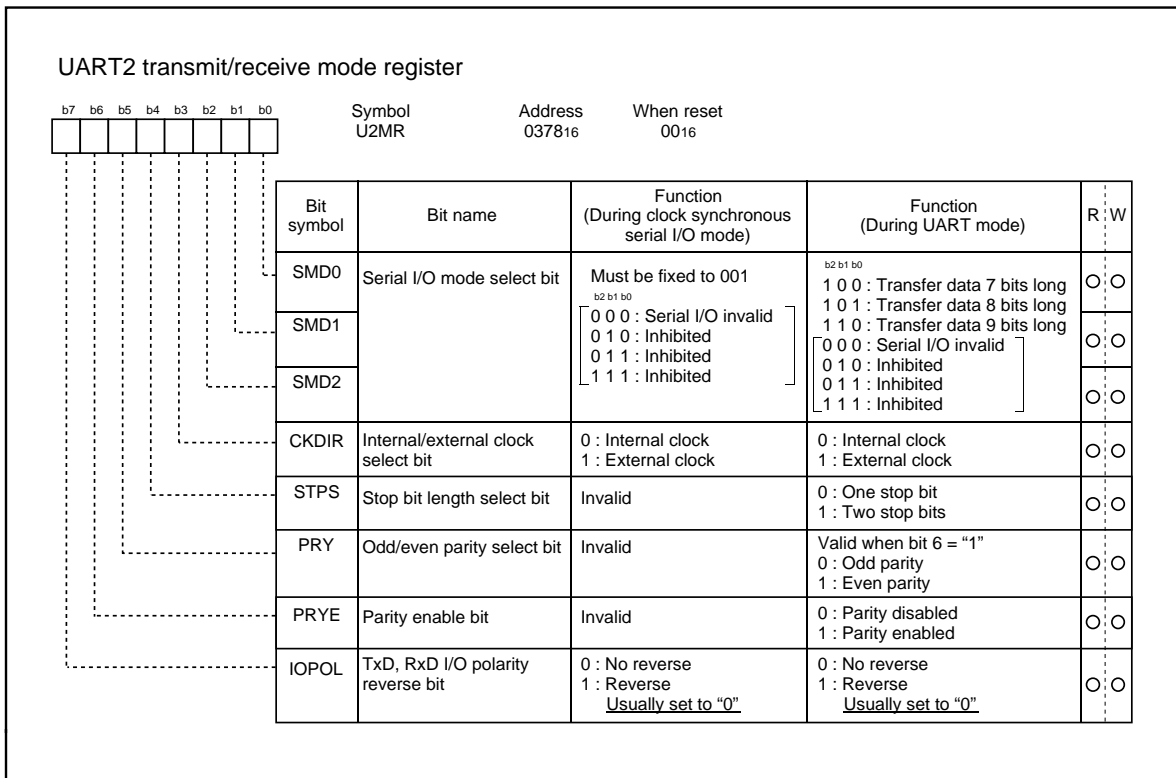 UART2 transmit/receive mode register
b7 b6 b5 b4 b3 b2 b1 b0
Symbol Address When reset
U2MR 037816 0016
Bit symbol
Bit name
Function
(During clock synchronous
serial I/O mode)
Function
(During UART mode)
R W
SMD0
SMD1
SMD2
Serial I/O mode select bit
Must be fixed to 001
b2 b1 b0
0 0 0 : Serial I/O invalid
0 1 0 : Inhibited
0 1 1 : Inhibited
1 1 1 : Inhibited
b2 b1 b0
1 0 0 : Transfer data 7 bits long
1 0 1 : Transfer data 8 bits long
1 1 0 : Transfer data 9 bits long
0 0 0 : Serial I/O invalid
0 1 0 : Inhibited
0 1 1 : Inhibited
1 1 1 : Inhibited
CKDIR
Internal/external clock
select bit
0 : Internal clock
1 : External clock
0 : Internal clock
1 : External clock
STPS
Stop bit length select bit
Invalid
0 : One stop bit
1 : Two stop bits
PRY
Odd/even parity select bit
Invalid
Valid when bit 6 = “1”
0 : Odd parity
1 : Even parity
PRYE
Parity enable bit
Invalid
0 : Parity disabled
1 : Parity enabled
IOPOL
TxD, RxD I/O polarity
reverse bit
0 : No reverse
1 : Reverse
Usually set to “0”
0 : No reverse
1 : Reverse
Usually set to “0”